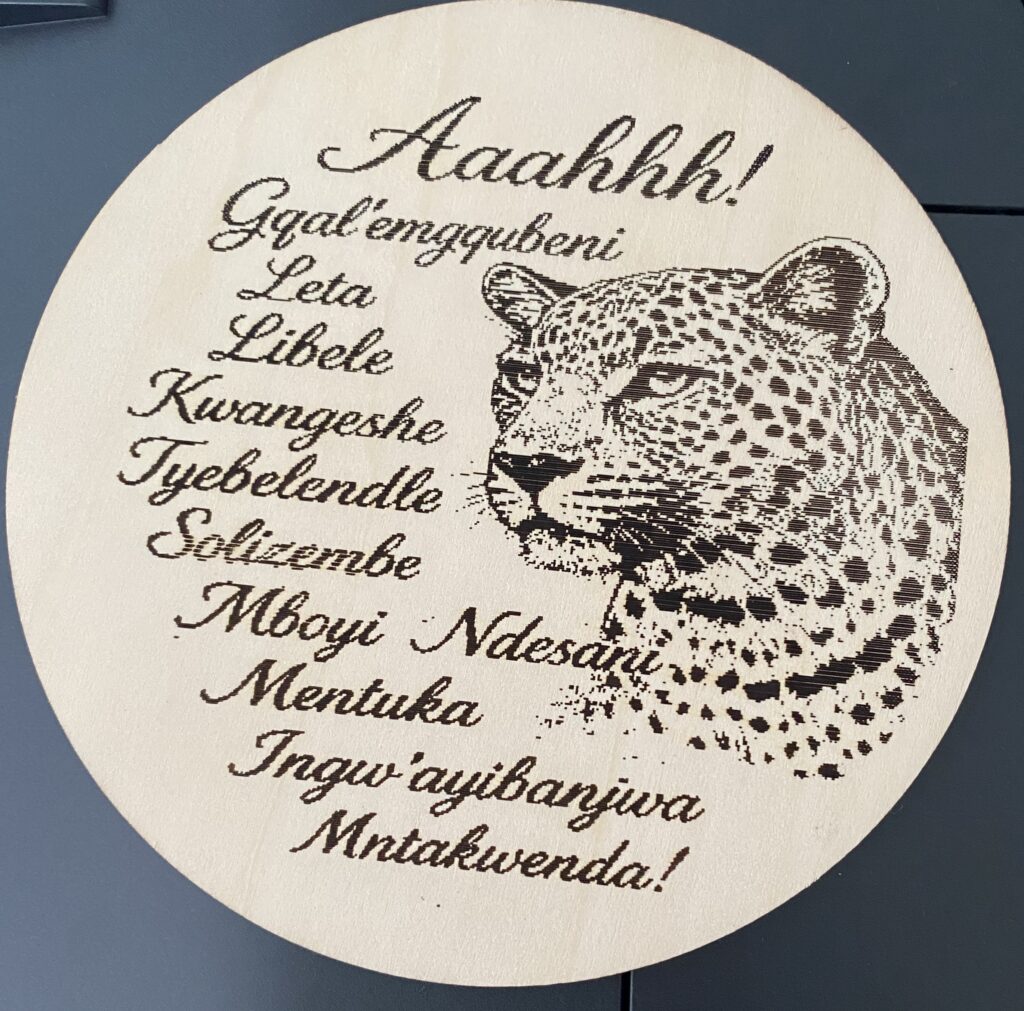 Aaahhh!
Gqal'emgqubeni
Leta
Libele
Kwangeshe
Tyebelendle
Solizembe
Mboyi Ndesani
Mentuka
Ingw'ayibanjwa
Mntakwenda!